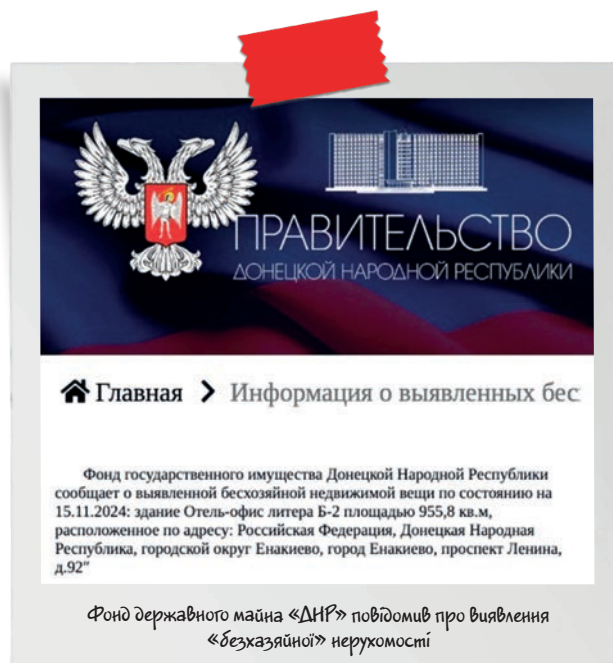 ПРАВИТЕЛЬСТВО
ДОНЕЦКОЙ НАРОДНОЙ РЕСПУБЛИКИ
Главная > Информация о выявленных бес
Фонд государственного имущества Донецкой Народной Республики
сообщает о выявленной бесхозяйной недвижимой вещи по состоянию на
15.11.2024: здание Отель-офис литера Б-2 площадью 955,8 кв.м,
расположенное по адресу: Российская Федерация, Донецкая Народная
Республика, городской округ Енакиево, город Енакиево, проспект Ленина,
д.92"
Фонд державного майна «ДНР» повідомив про виявлення
«безхазяйної» нерухомості